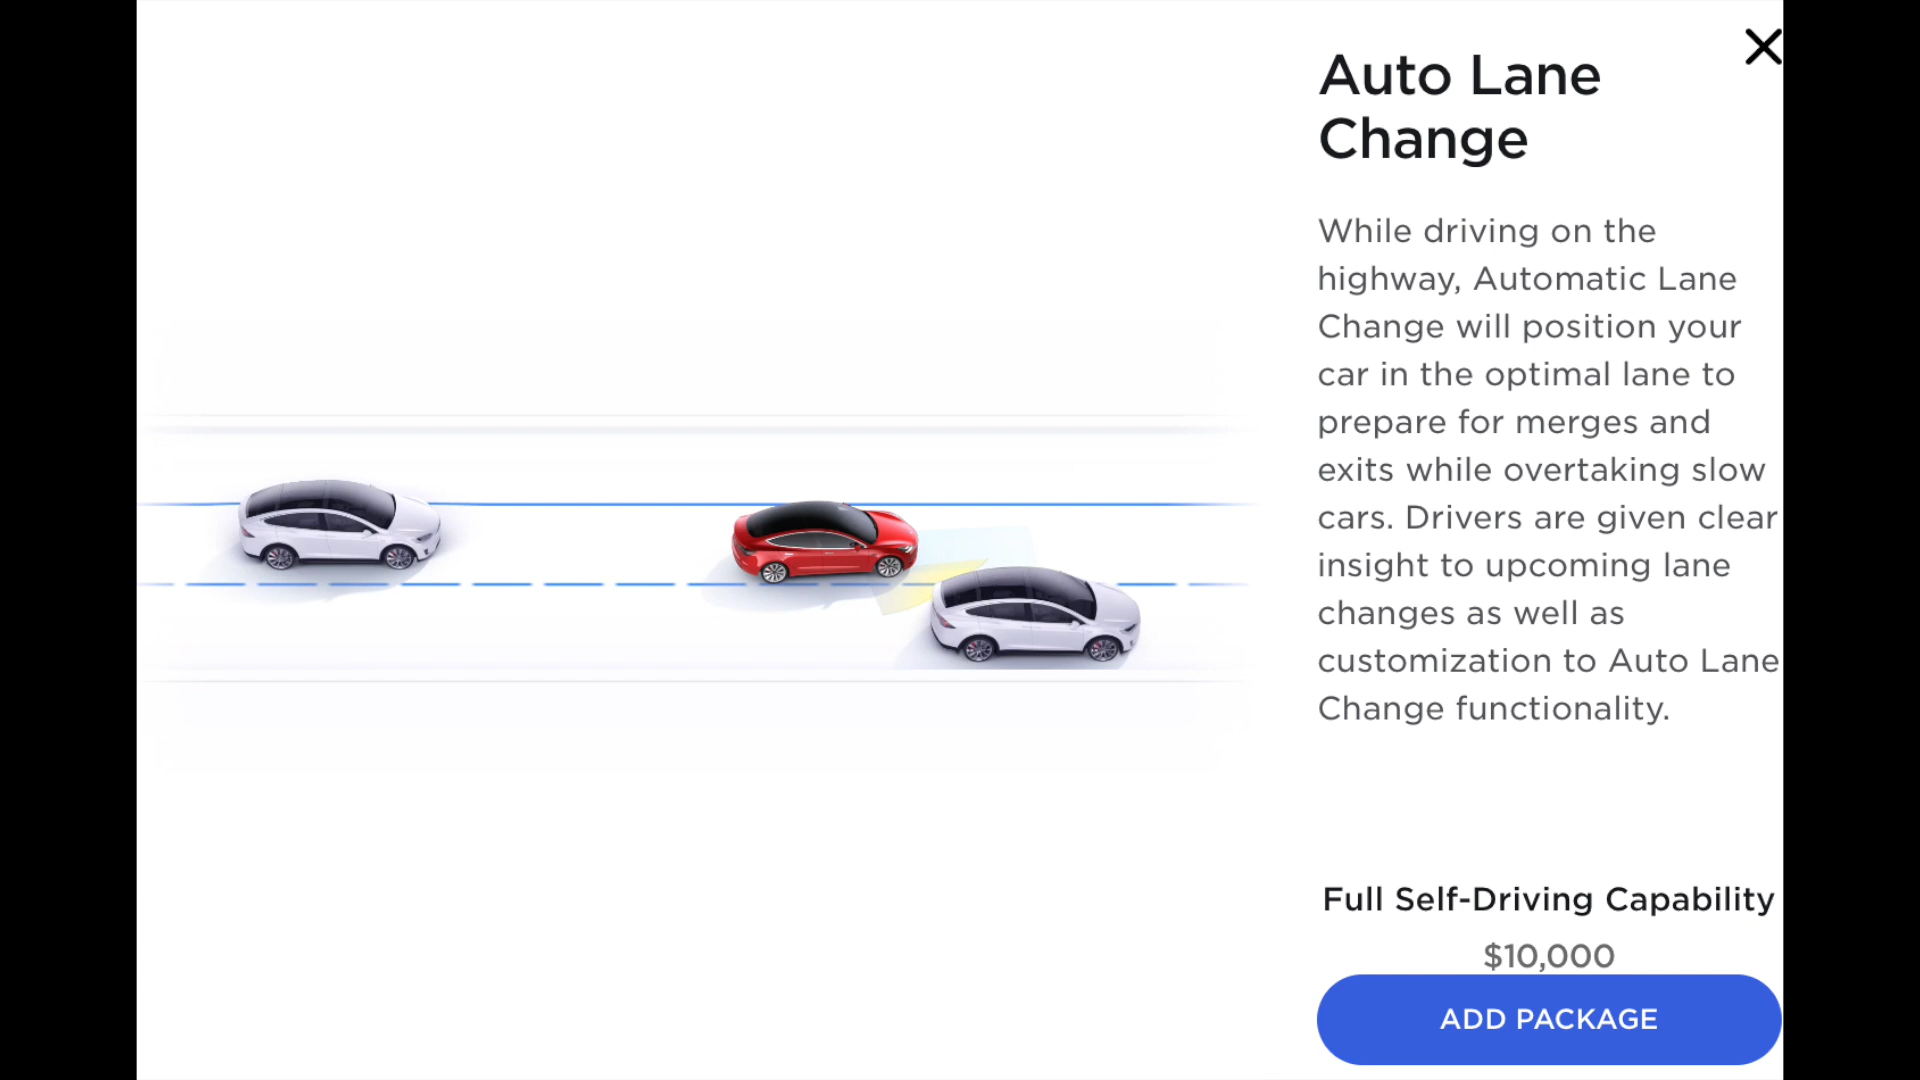 Auto Lane
Change
While driving on the
highway, Automatic Lane
Change will position your
car in the optimal lane to
prepare for merges and
exits while overtaking slow
cars. Drivers are given clear
insight to upcoming lane
changes as well as
customization to Auto Lane
Change functionality.
Full Self-Driving Capability
$10,000
ADD PACKAGE